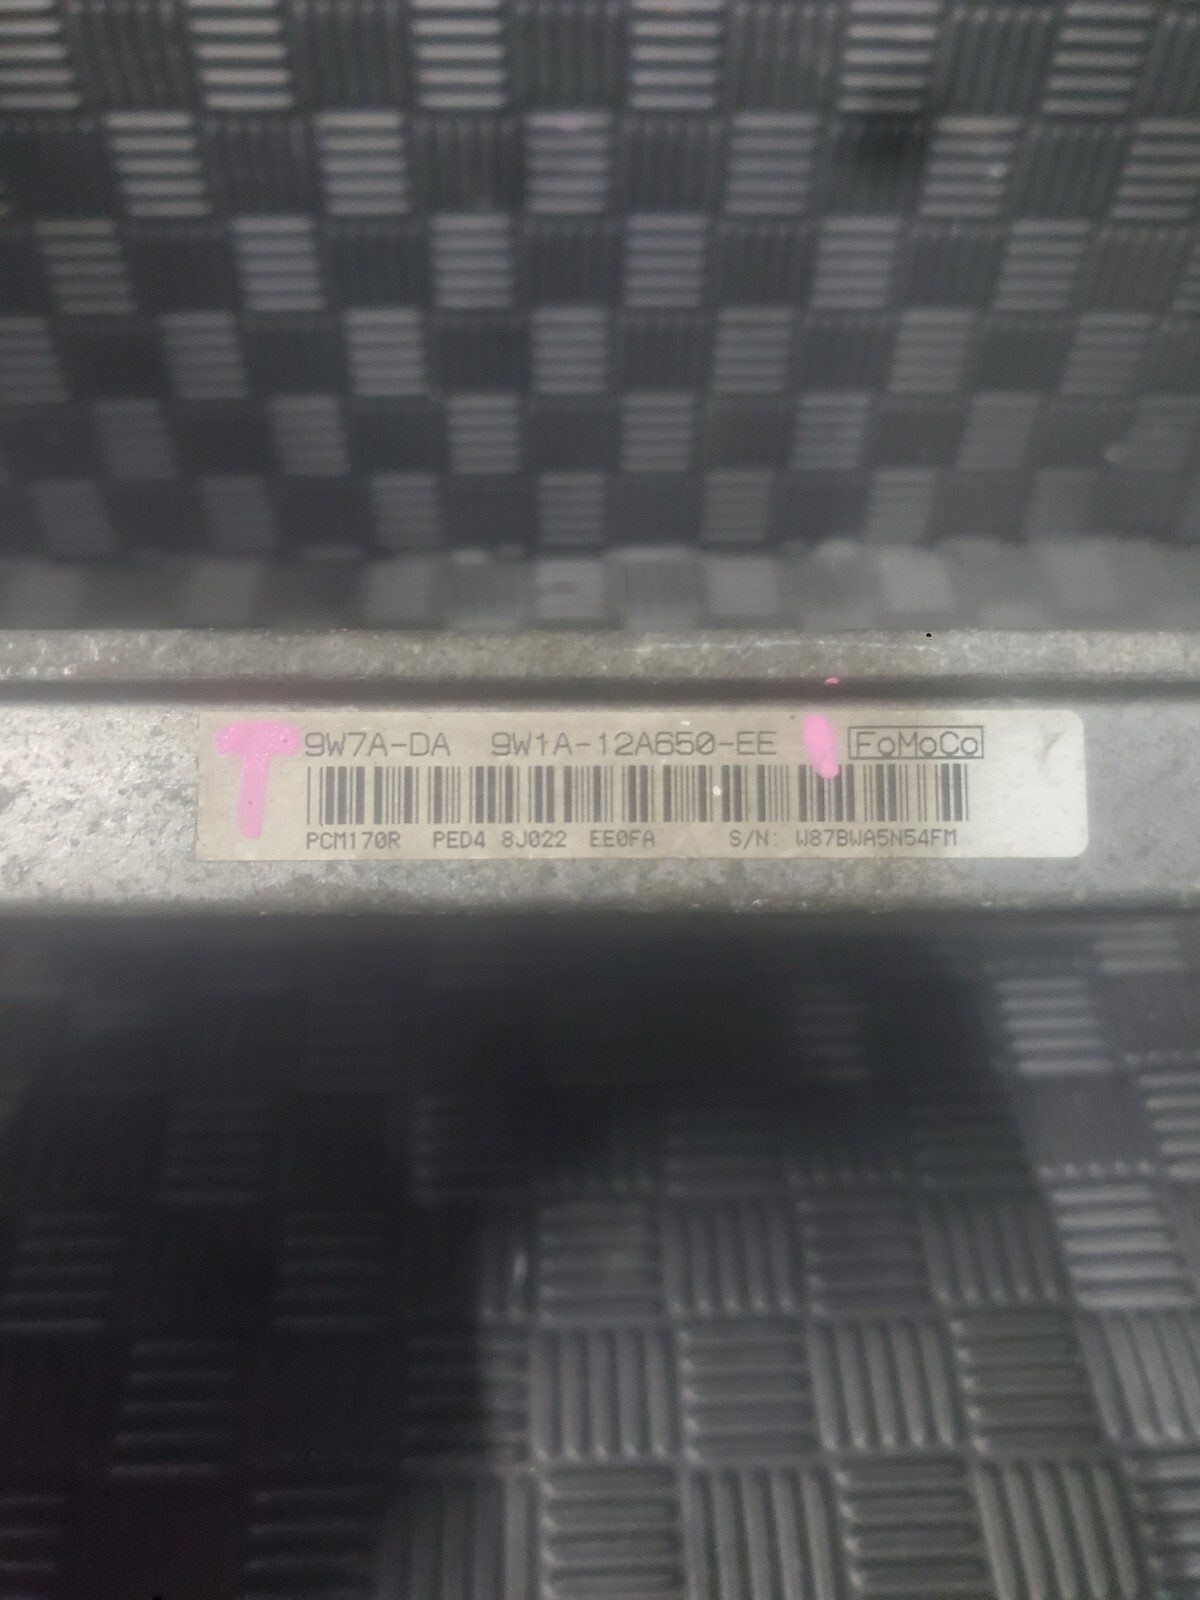 T 9W7A-DA 9W1A-12A650-EE FoMoCo
PCM170R PED4 8J022 EE0FA S/N: W87BWA5N54FM